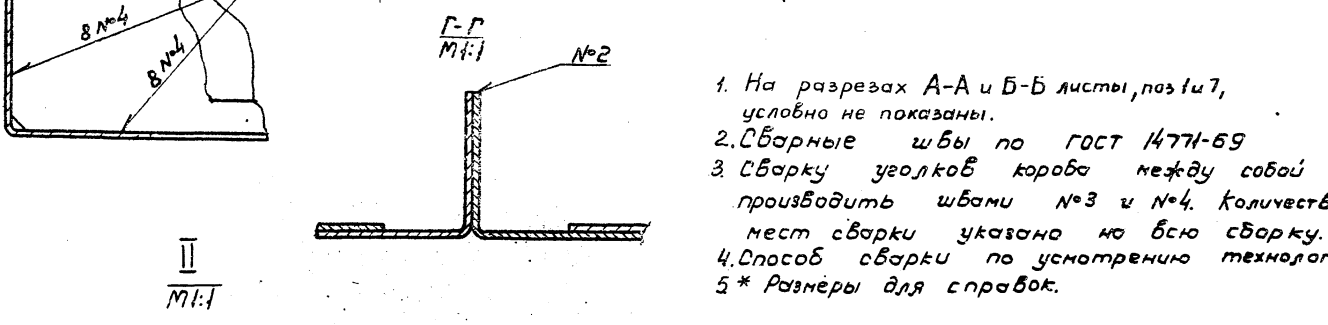 8 №4
8 №4
Г-Г
М1:1
№2
II
М1:1
1. На разрезах А-А и Б-Б листы, поз 1 и 7,
условно не показаны.
2. Сварные швы по ГОСТ 14771-69
3. Сварку уголков короба между собой
производить швами №3 и №4. Количеств
мест сварки указано на всю сборку.
4. Способ сварки по усмотрению технолог
5 * Размеры для справок.